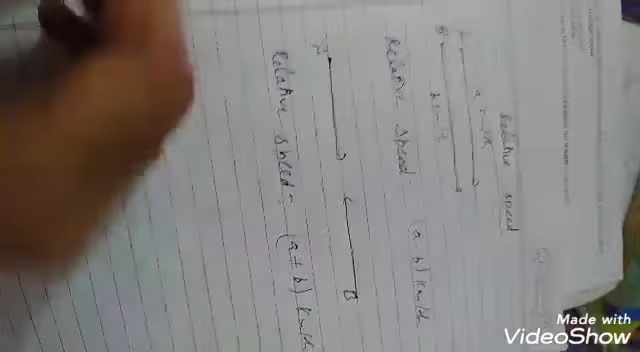 Relative speed
A
B
a km/h
b km/h
Relative speed - (a - b) km/h
A
B
Relative speed - (a + b) km/h
Made with
VideoShow